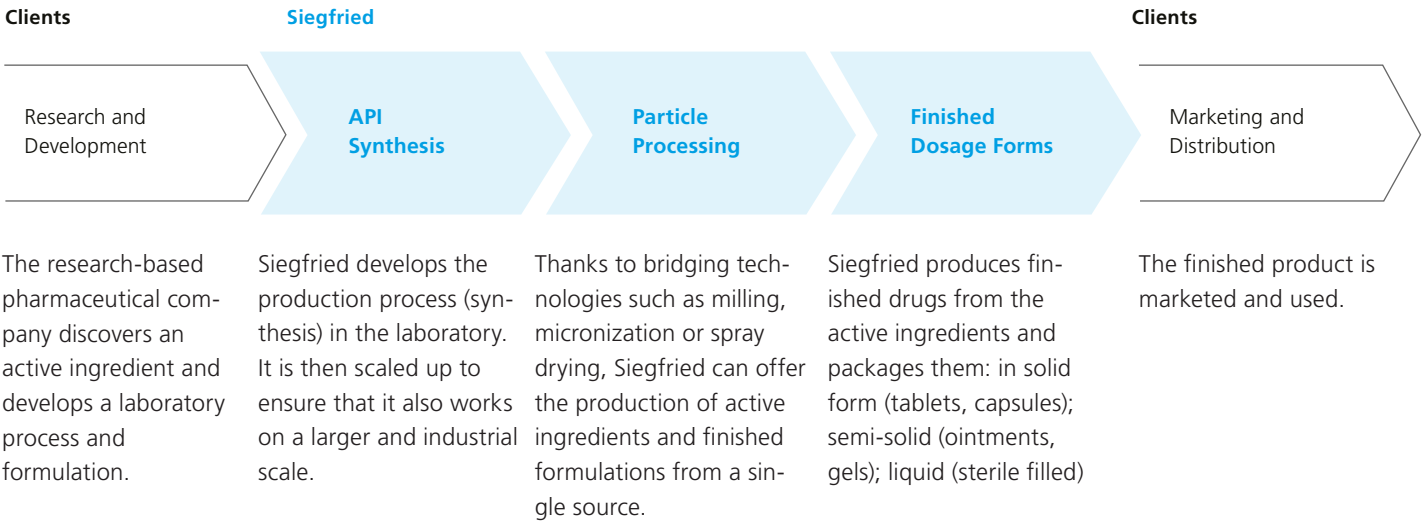 Clients
Siegfried
Clients
Research and
Development
API
Synthesis
Particle
Processing
Finished
Dosage Forms
Marketing and
Distribution
The research-based
pharmaceutical com-
pany discovers an
active ingredient and
develops a laboratory
process and
formulation.
Siegfried develops the
production process (syn-
thesis) in the laboratory.
It is then scaled up to
ensure that it also works
on a larger and industrial
scale.
Thanks to bridging tech-
nologies such as milling,
micronization or spray
drying, Siegfried can offer
the production of active
ingredients and finished
formulations from a sin-
gle source.
Siegfried produces fin-
ished drugs from the
active ingredients and
packages them: in solid
form (tablets, capsules);
semi-solid (ointments,
gels); liquid (sterile filled)
The finished product is
marketed and used.